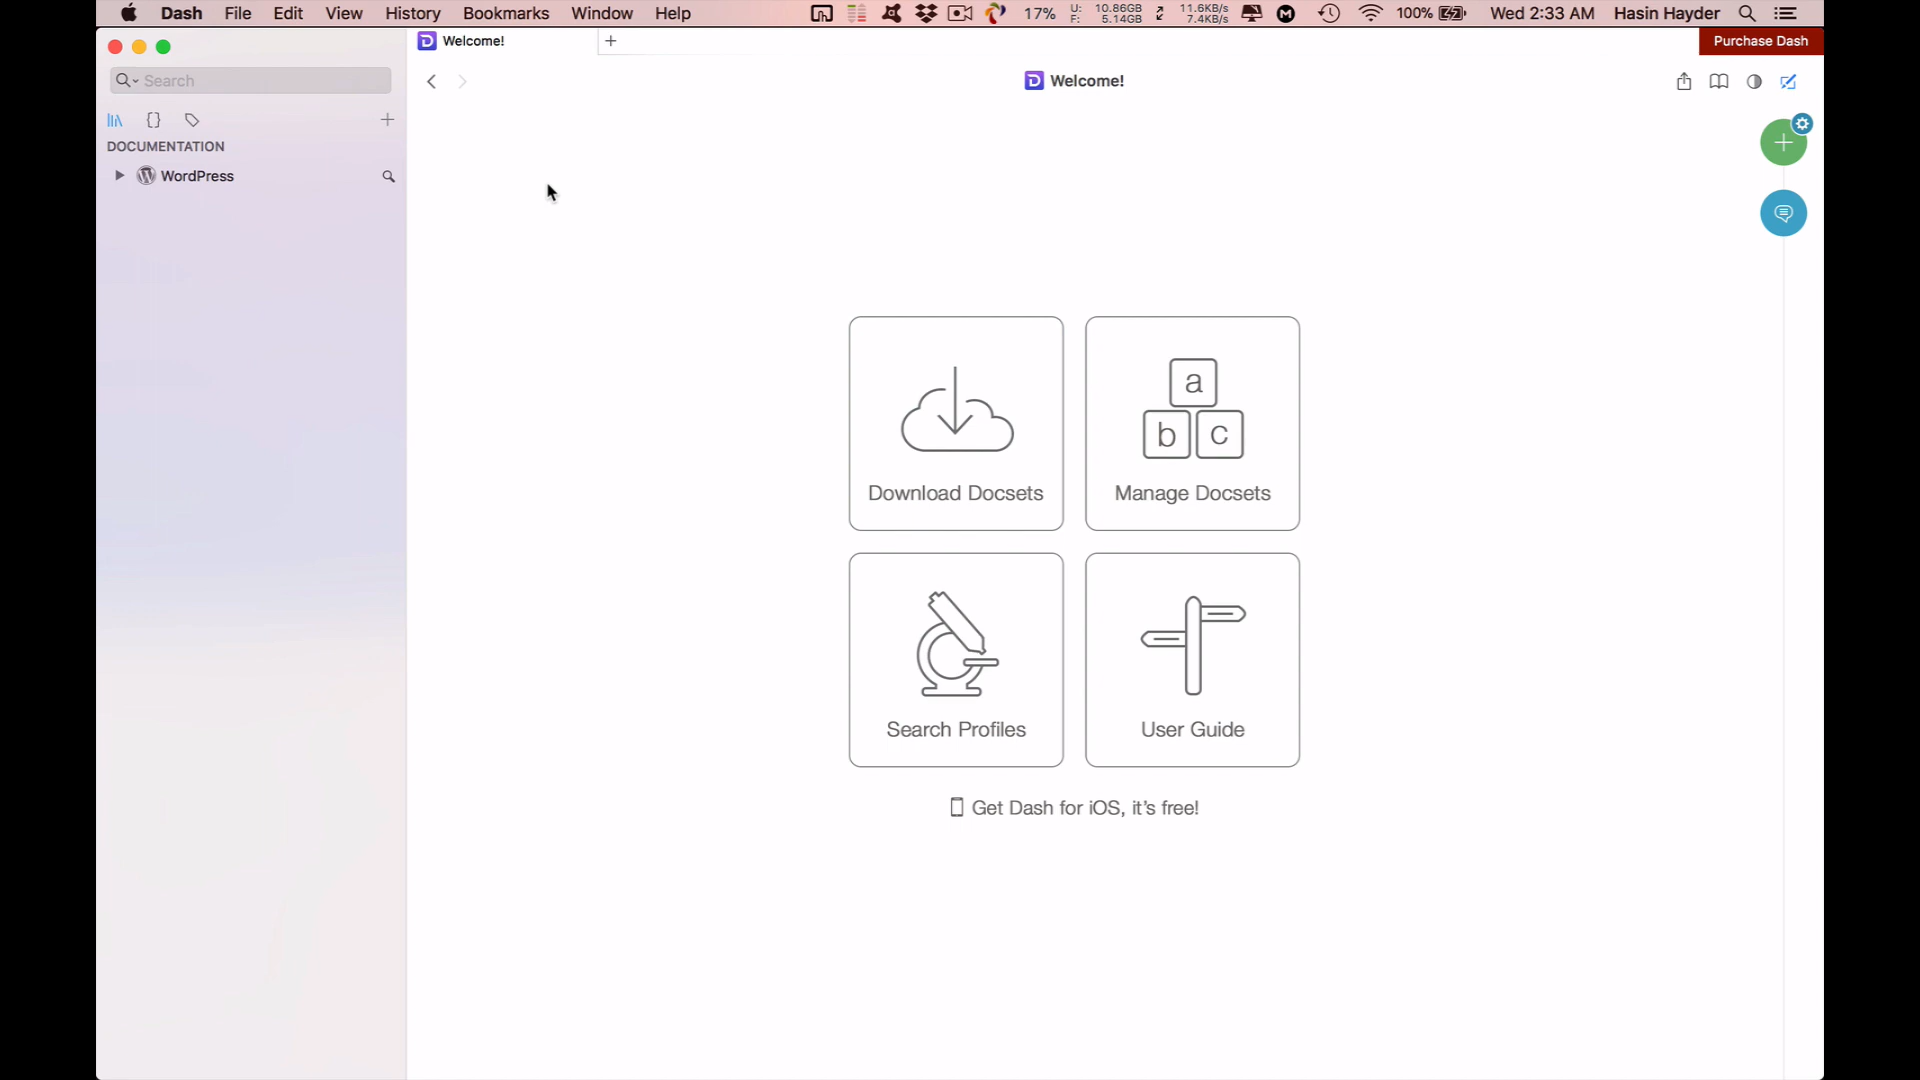 Dash File Edit View History Bookmarks Window Help 17% U: 10.86GB F: 5.14GB 11.6KB/s 7.4KB/s 100% Wed 2:33 AM Hasin Hayder
Welcome! + Purchase Dash
Search
Welcome!
DOCUMENTATION
WordPress
a
b c
Download Docsets Manage Docsets
Search Profiles User Guide
Get Dash for iOS, it's free!